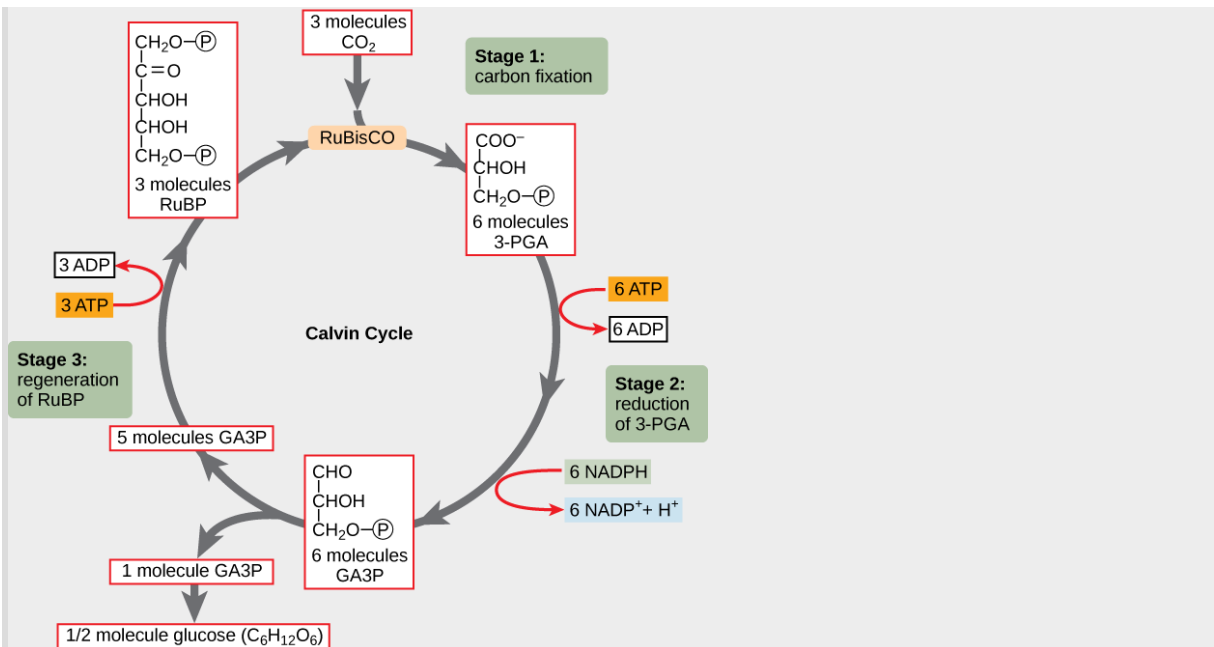 3 molecules
CO₂
Stage 1:
carbon fixation
CH₂O–Ⓟ
C=O
CHOH
CHOH
CH₂O–Ⓟ
3 molecules
RuBP
RuBisCO
COO⁻
CHOH
CH₂O–Ⓟ
6 molecules
3-PGA
3 ADP
3 ATP
6 ATP
6 ADP
Calvin Cycle
Stage 3:
regeneration
of RuBP
Stage 2:
reduction
of 3-PGA
5 molecules GA3P
6 NADPH
6 NADP⁺+ H⁺
CHO
CHOH
CH₂O–Ⓟ
6 molecules
GA3P
1 molecule GA3P
1/2 molecule glucose (C₆H₁₂O₆)